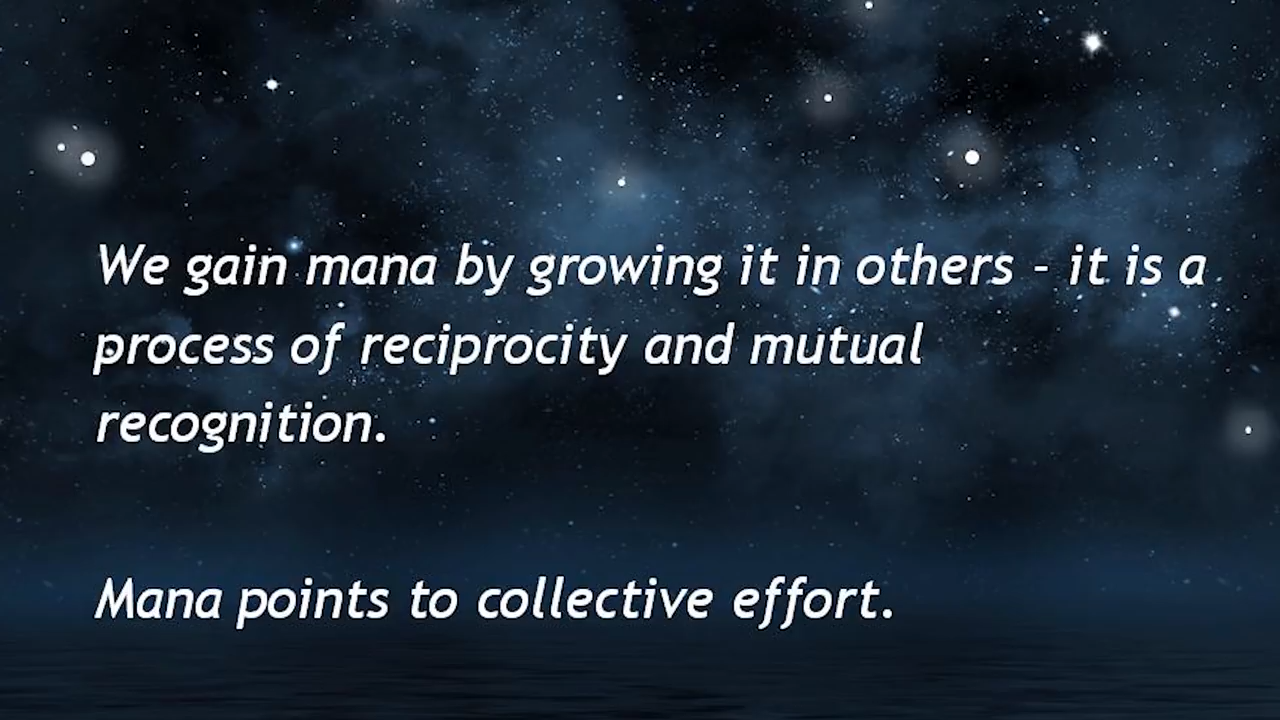 We gain mana by growing it in others – it is a
process of reciprocity and mutual
recognition.
Mana points to collective effort.